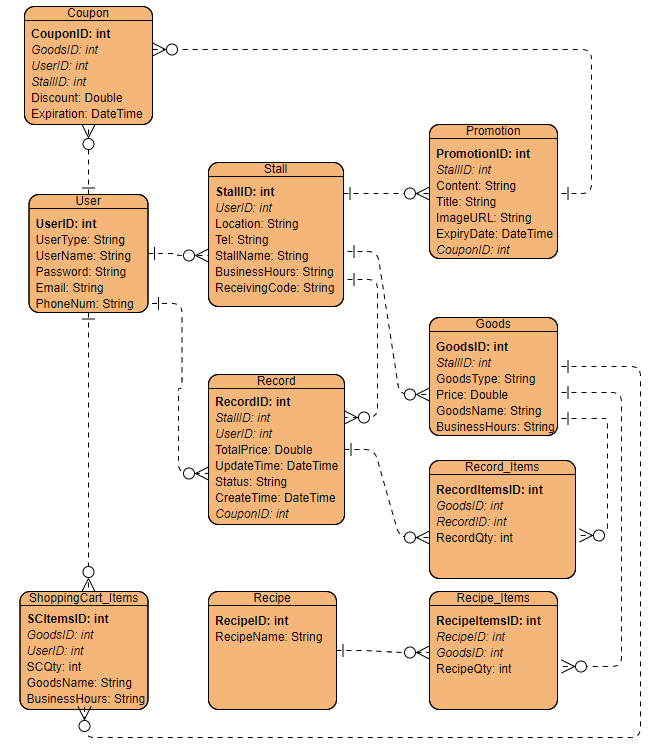 Coupon
CouponID: int
GoodsID: int
UserID: int
StallID: int
Discount: Double
Expiration: DateTime
Promotion
PromotionID: int
StallID: int
Content: String
Title: String
ImageURL: String
ExpiryDate: DateTime
CouponID: int
Stall
StallID: int
UserID: int
Location: String
Tel: String
StallName: String
BusinessHours: String
ReceivingCode: String
User
UserID: int
UserType: String
UserName: String
Password: String
Email: String
PhoneNum: String
Goods
GoodsID: int
StallID: int
GoodsType: String
Price: Double
GoodsName: String
BusinessHours: String
Record
RecordID: int
StallID: int
UserID: int
TotalPrice: Double
UpdateTime: DateTime
Status: String
CreateTime: DateTime
CouponID: int
Record_Items
RecordItemsID: int
GoodsID: int
RecordID: int
RecordQty: int
ShoppingCart_Items
SCItemsID: int
GoodsID: int
UserID: int
SCQty: int
GoodsName: String
BusinessHours: String
Recipe
RecipeID: int
RecipeName: String
Recipe_Items
RecipeItemsID: int
RecipeID: int
GoodsID: int
RecipeQty: int